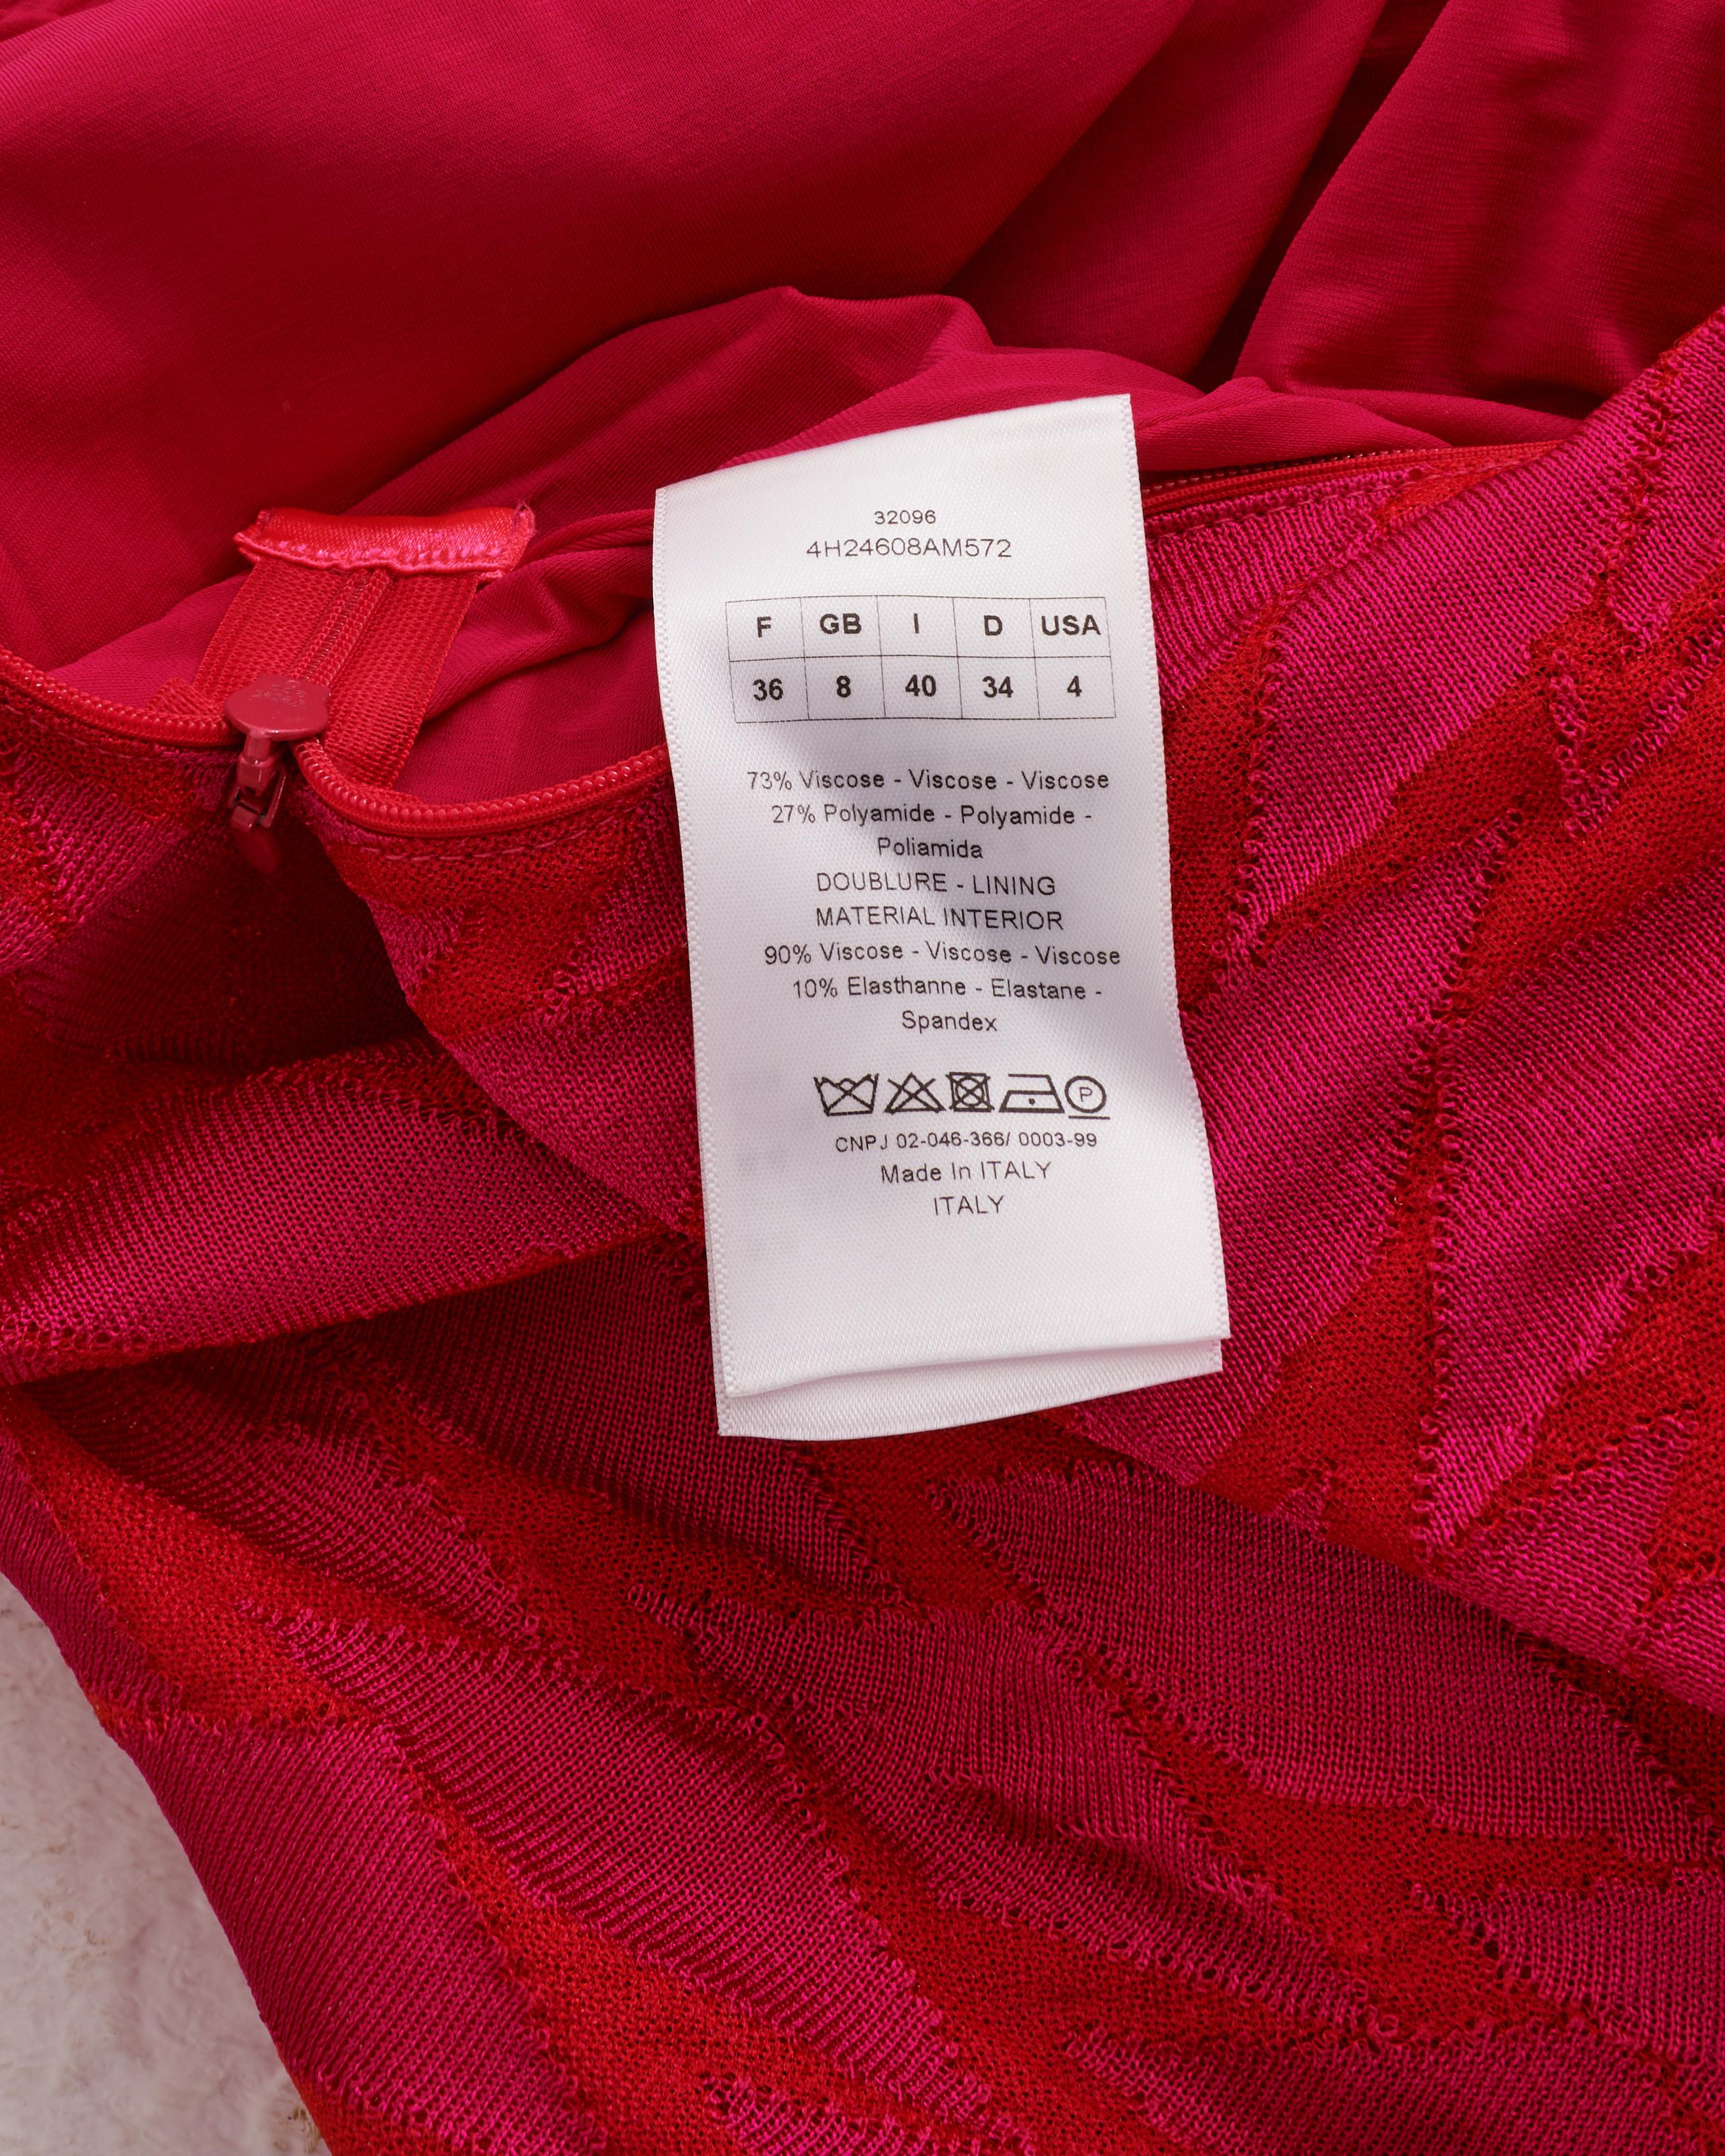 32096
4H24608AM572
F GB I D USA
36 8 40 34 4
73% Viscose - Viscose - Viscose
27% Polyamide - Polyamide -
Poliamida
DOUBLURE - LINING
MATERIAL INTERIOR
90% Viscose - Viscose - Viscose
10% Elasthanne - Elastane -
Spandex
P
CNPJ 02-046-366/ 0003-99
Made In ITALY
ITALY